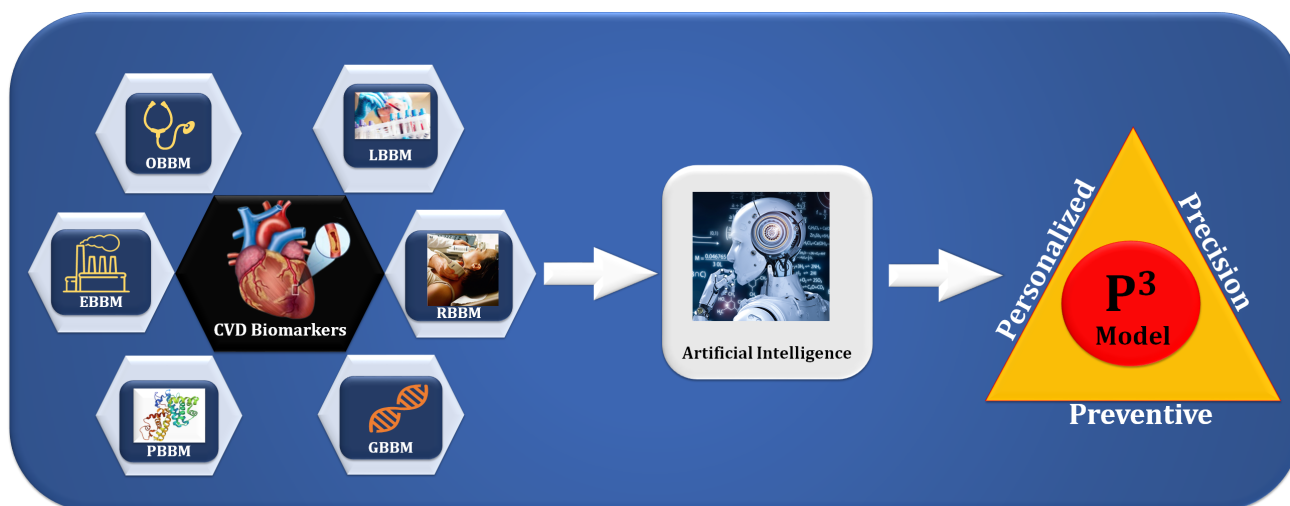 OBBM
LBBM
EBBM
CVD Biomarkers
RBBM
PBBM
GBBM
Artificial Intelligence
Personalized
Precision
P³
Model
Preventive